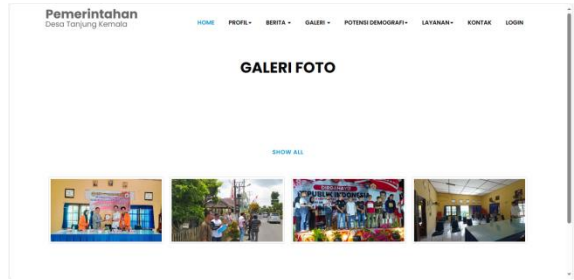 Pemerintahan
Desa Tanjung Kemala
HOME PROFIL BERITA GALERI POTENSI DEMOGRAFI LAYANAN KONTAK LOGIN
GALERI FOTO
SHOW ALL